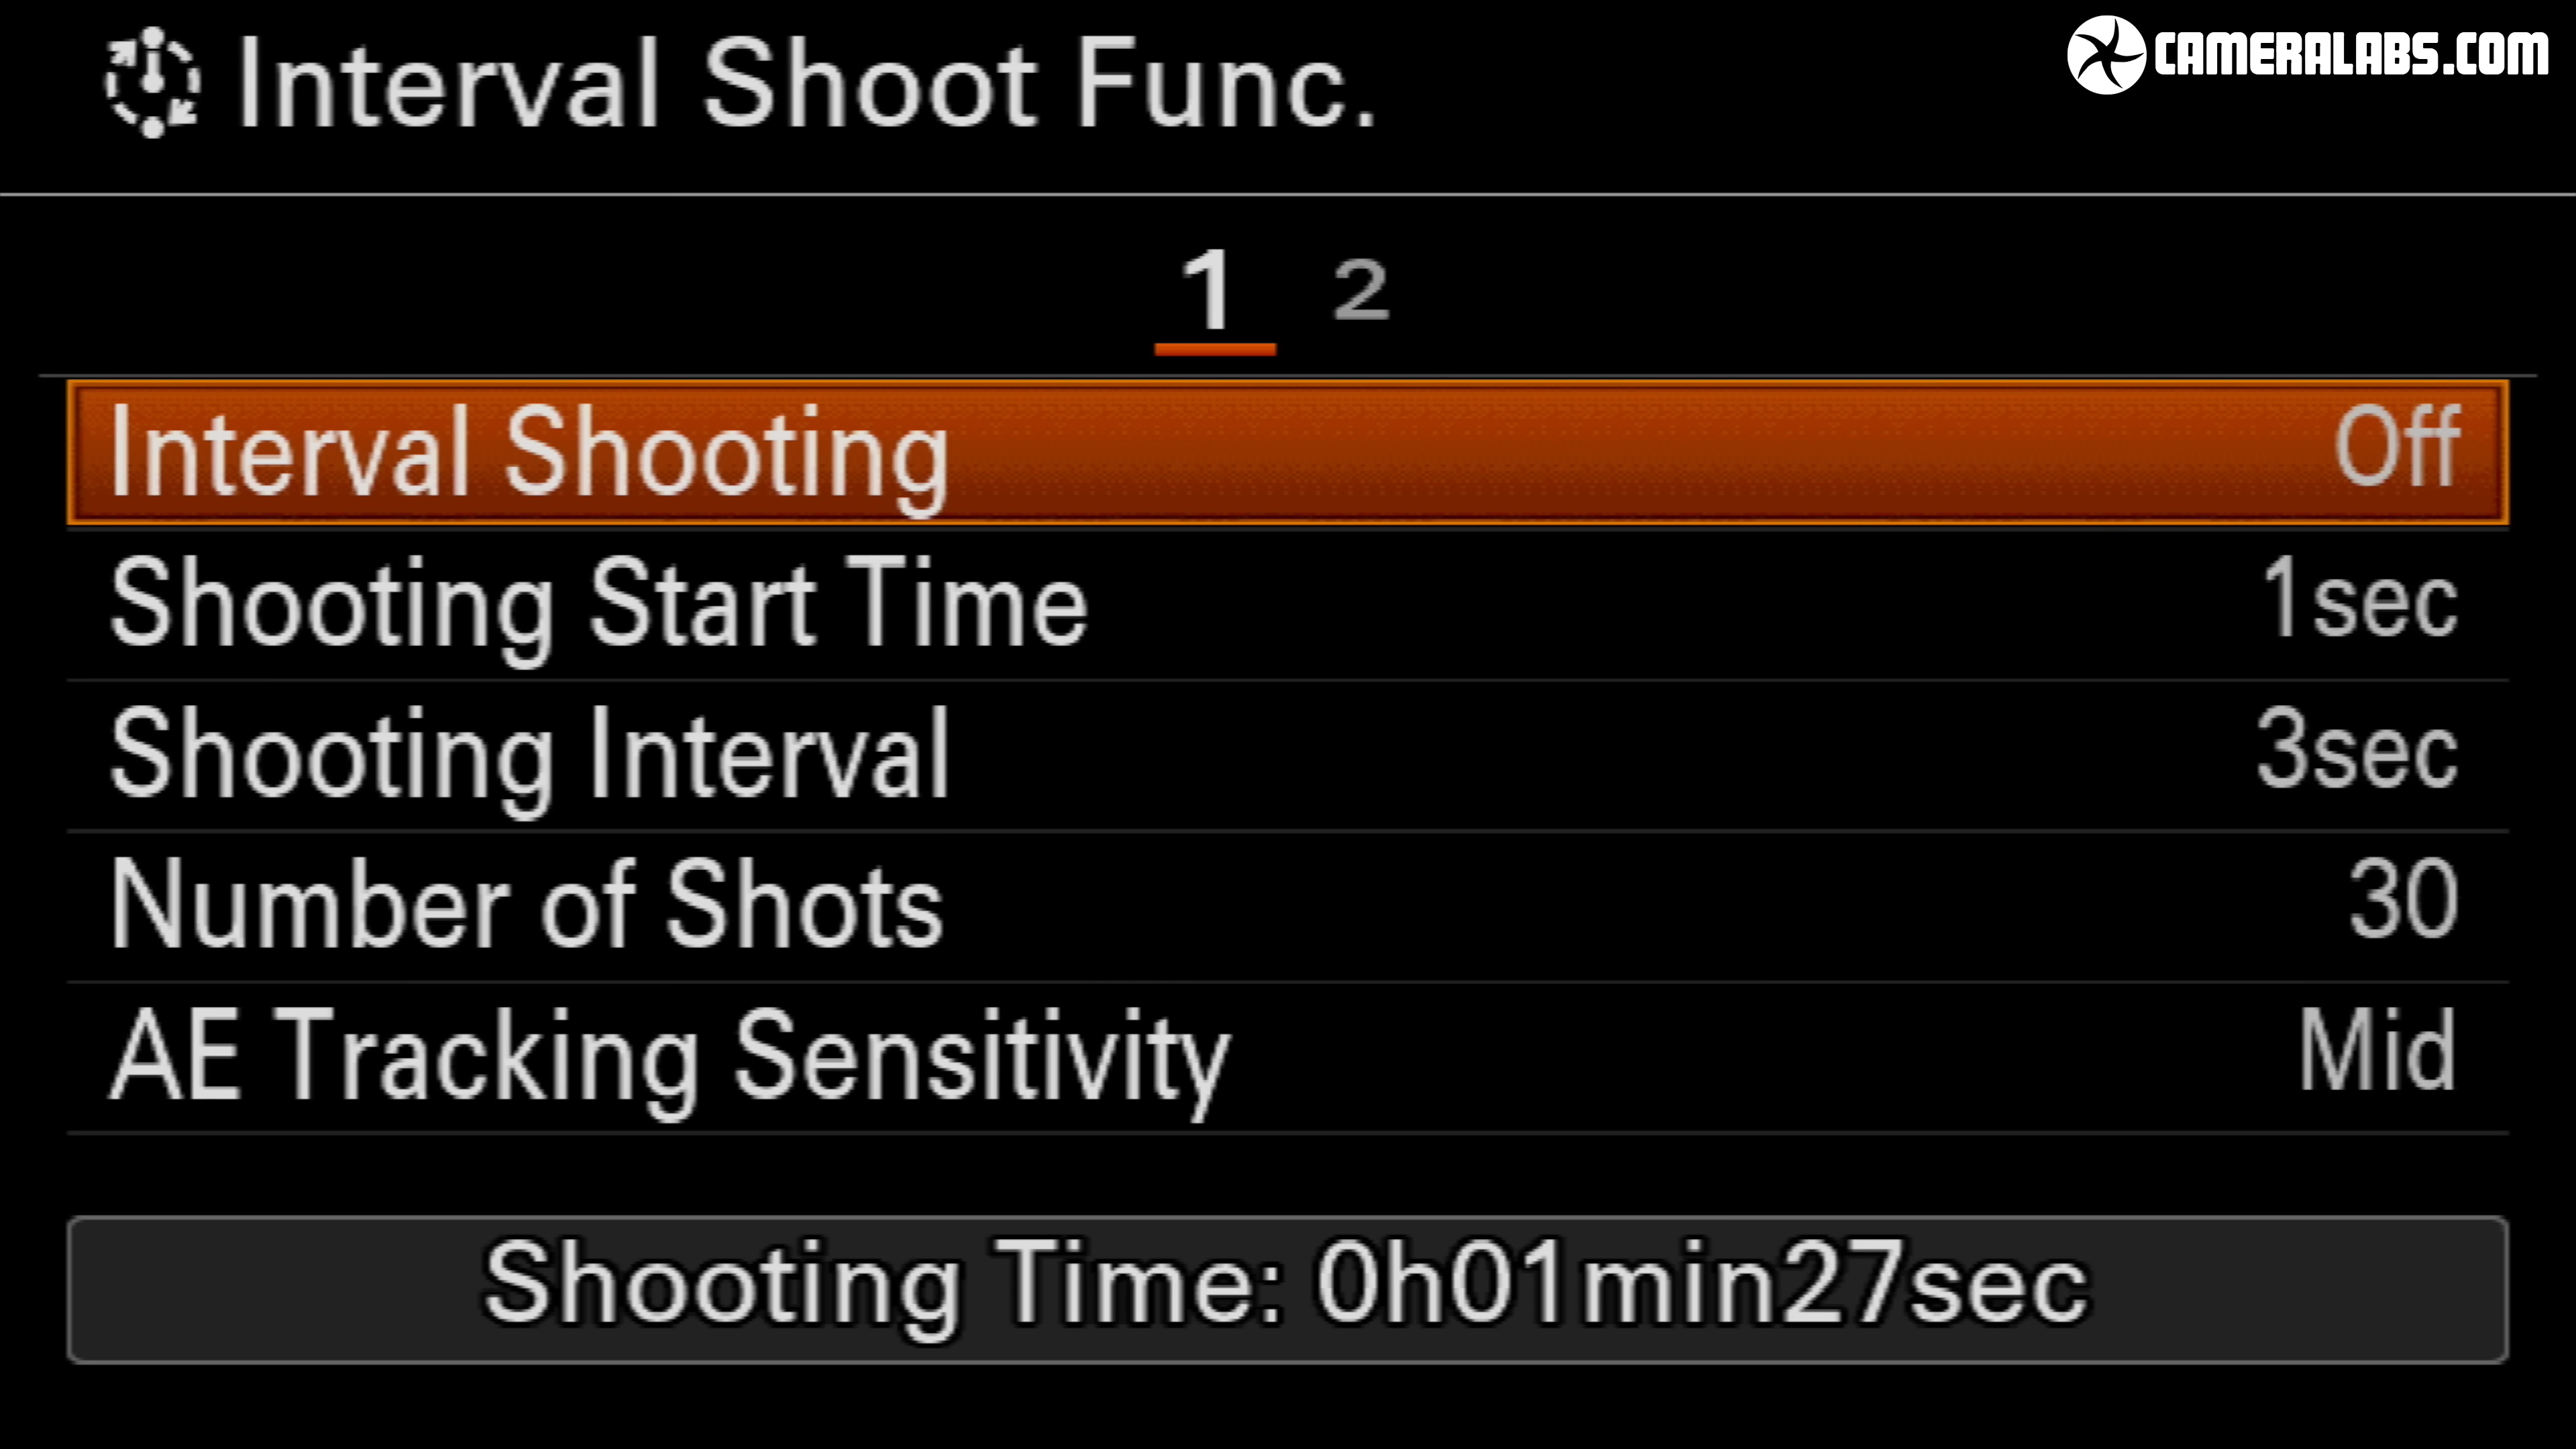 Interval Shoot Func.
CAMERALABS.COM
1 2
Interval Shooting Off
Shooting Start Time 1sec
Shooting Interval 3sec
Number of Shots 30
AE Tracking Sensitivity Mid
Shooting Time: 0h01min27sec